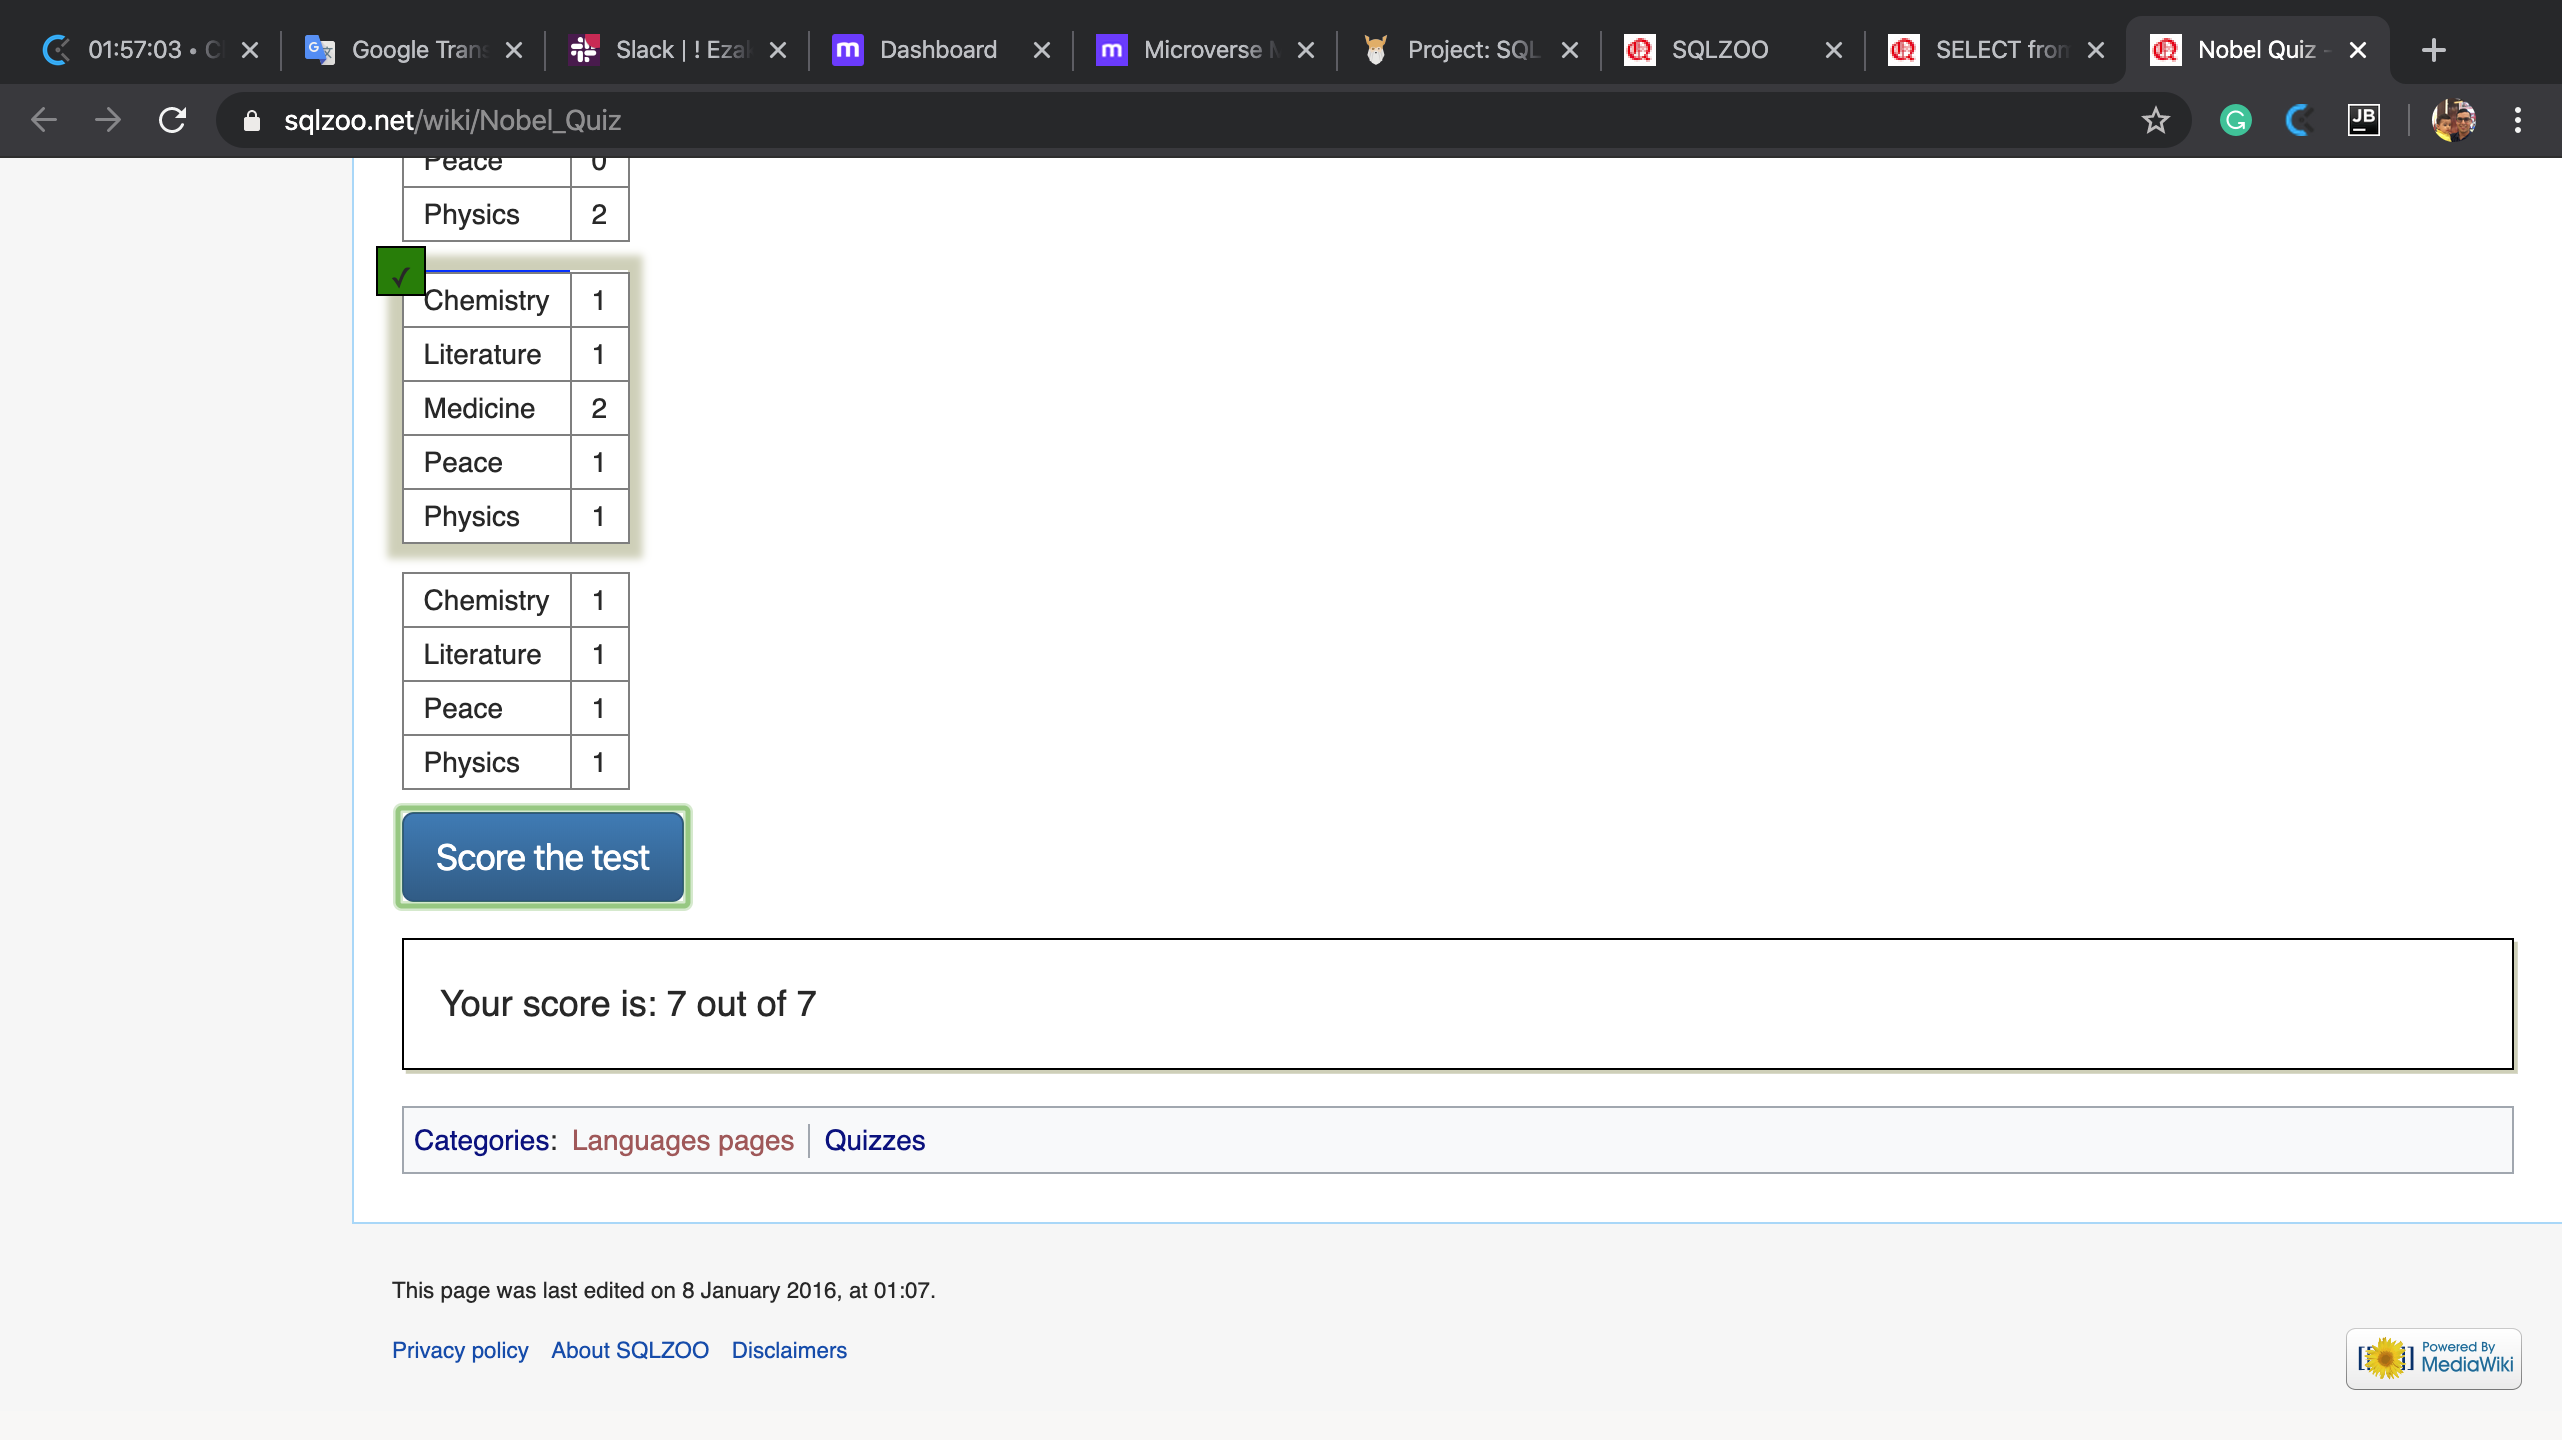 01:57:03 • C
Google Trans
Slack | ! Eza
Dashboard
Microverse
Project: SQL
SQLZOO
SELECT from
Nobel Quiz -
sqlzoo.net/wiki/Nobel_Quiz
JB
Peace 0
Physics 2
✓
Chemistry 1
Literature 1
Medicine 2
Peace 1
Physics 1
Chemistry 1
Literature 1
Peace 1
Physics 1
Score the test
Your score is: 7 out of 7
Categories: Languages pages | Quizzes
This page was last edited on 8 January 2016, at 01:07.
Privacy policy About SQLZOO Disclaimers
Powered By
MediaWiki